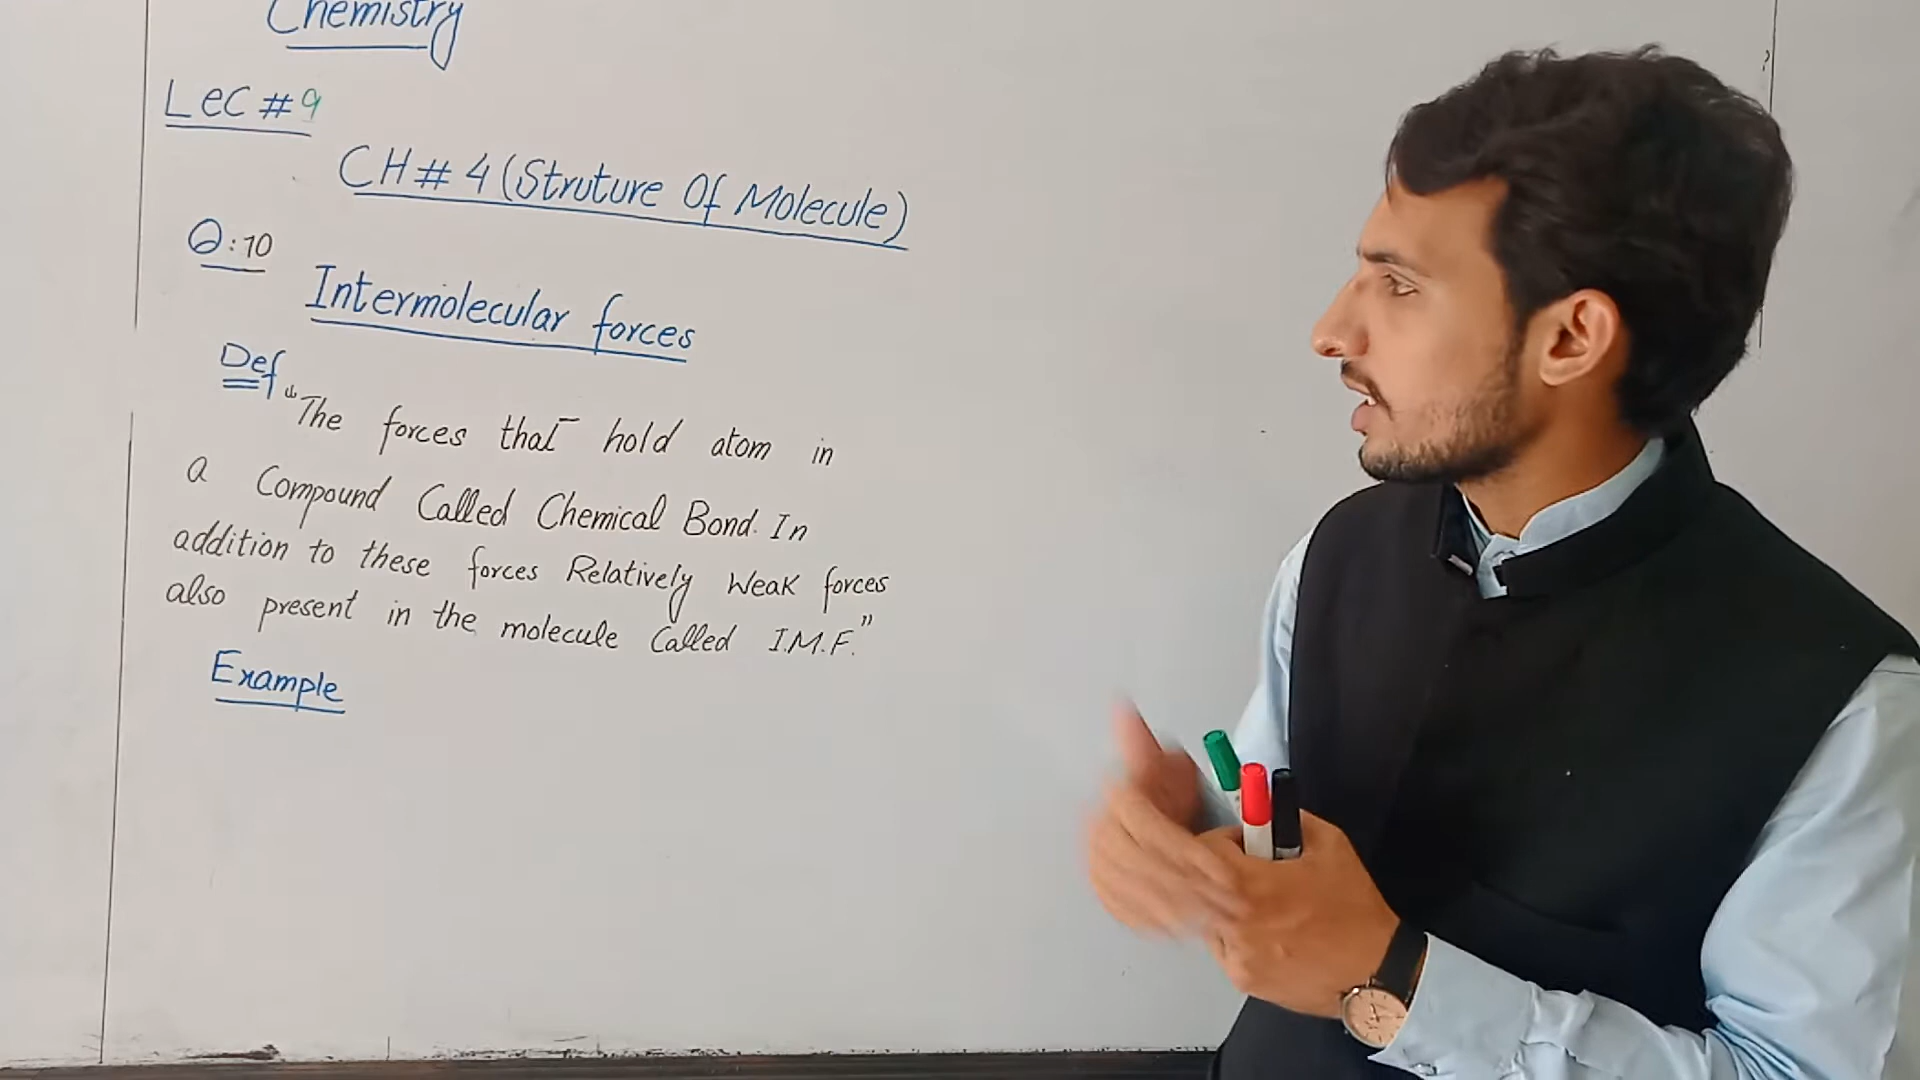 Chemistry
Lec # 9
CH # 4 (Struture Of Molecule)
Q:10
Intermolecular forces
Def
"The forces that hold atom in
a Compound Called Chemical Bond. In
addition to these forces Relatively weak forces
also present in the molecule Called I.M.F."
Example